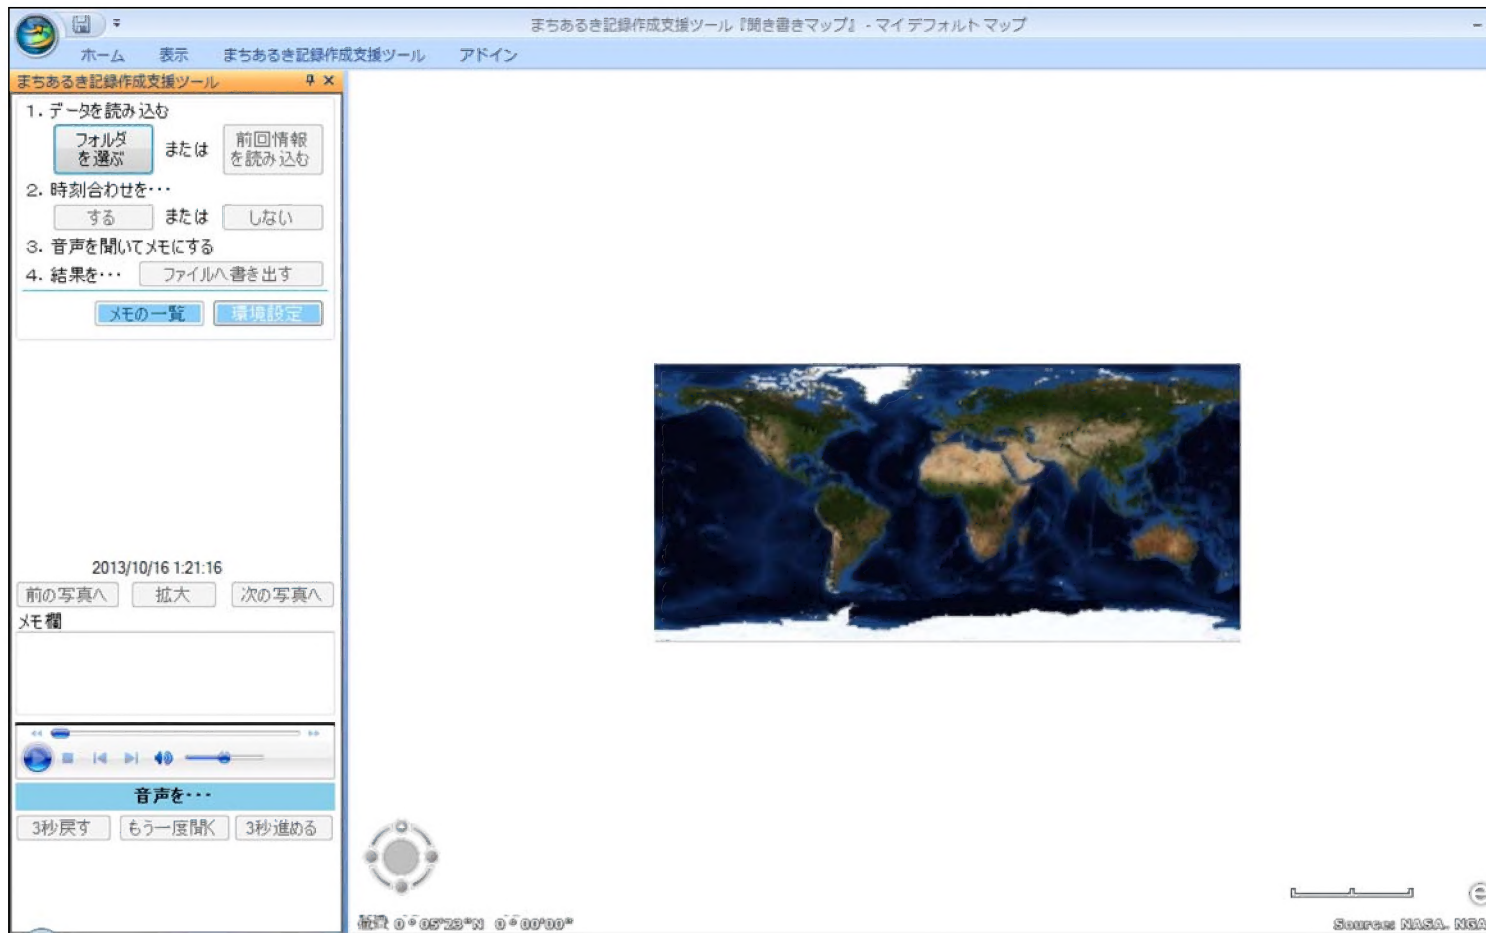 まちあるき記録作成支援ツール『聞き書きマップ』 - マイ デフォルト マップ
ホーム 表示 まちあるき記録作成支援ツール アドイン
まちあるき記録作成支援ツール
1. データを読み込む
フォルダ
を選ぶ
または
前回情報
を読み込む
2. 時刻合わせを・・・
する または しない
3. 音声を聞いてメモにする
4. 結果を・・・ ファイルへ書き出す
メモの一覧 環境設定
2013/10/16 1:21:16
前の写真へ 拡大 次の写真へ
メモ欄
音声を・・・
3秒戻す もう一度聞く 3秒進める
0°05'23"N 0°00'00"
Sources: NASA, NGA